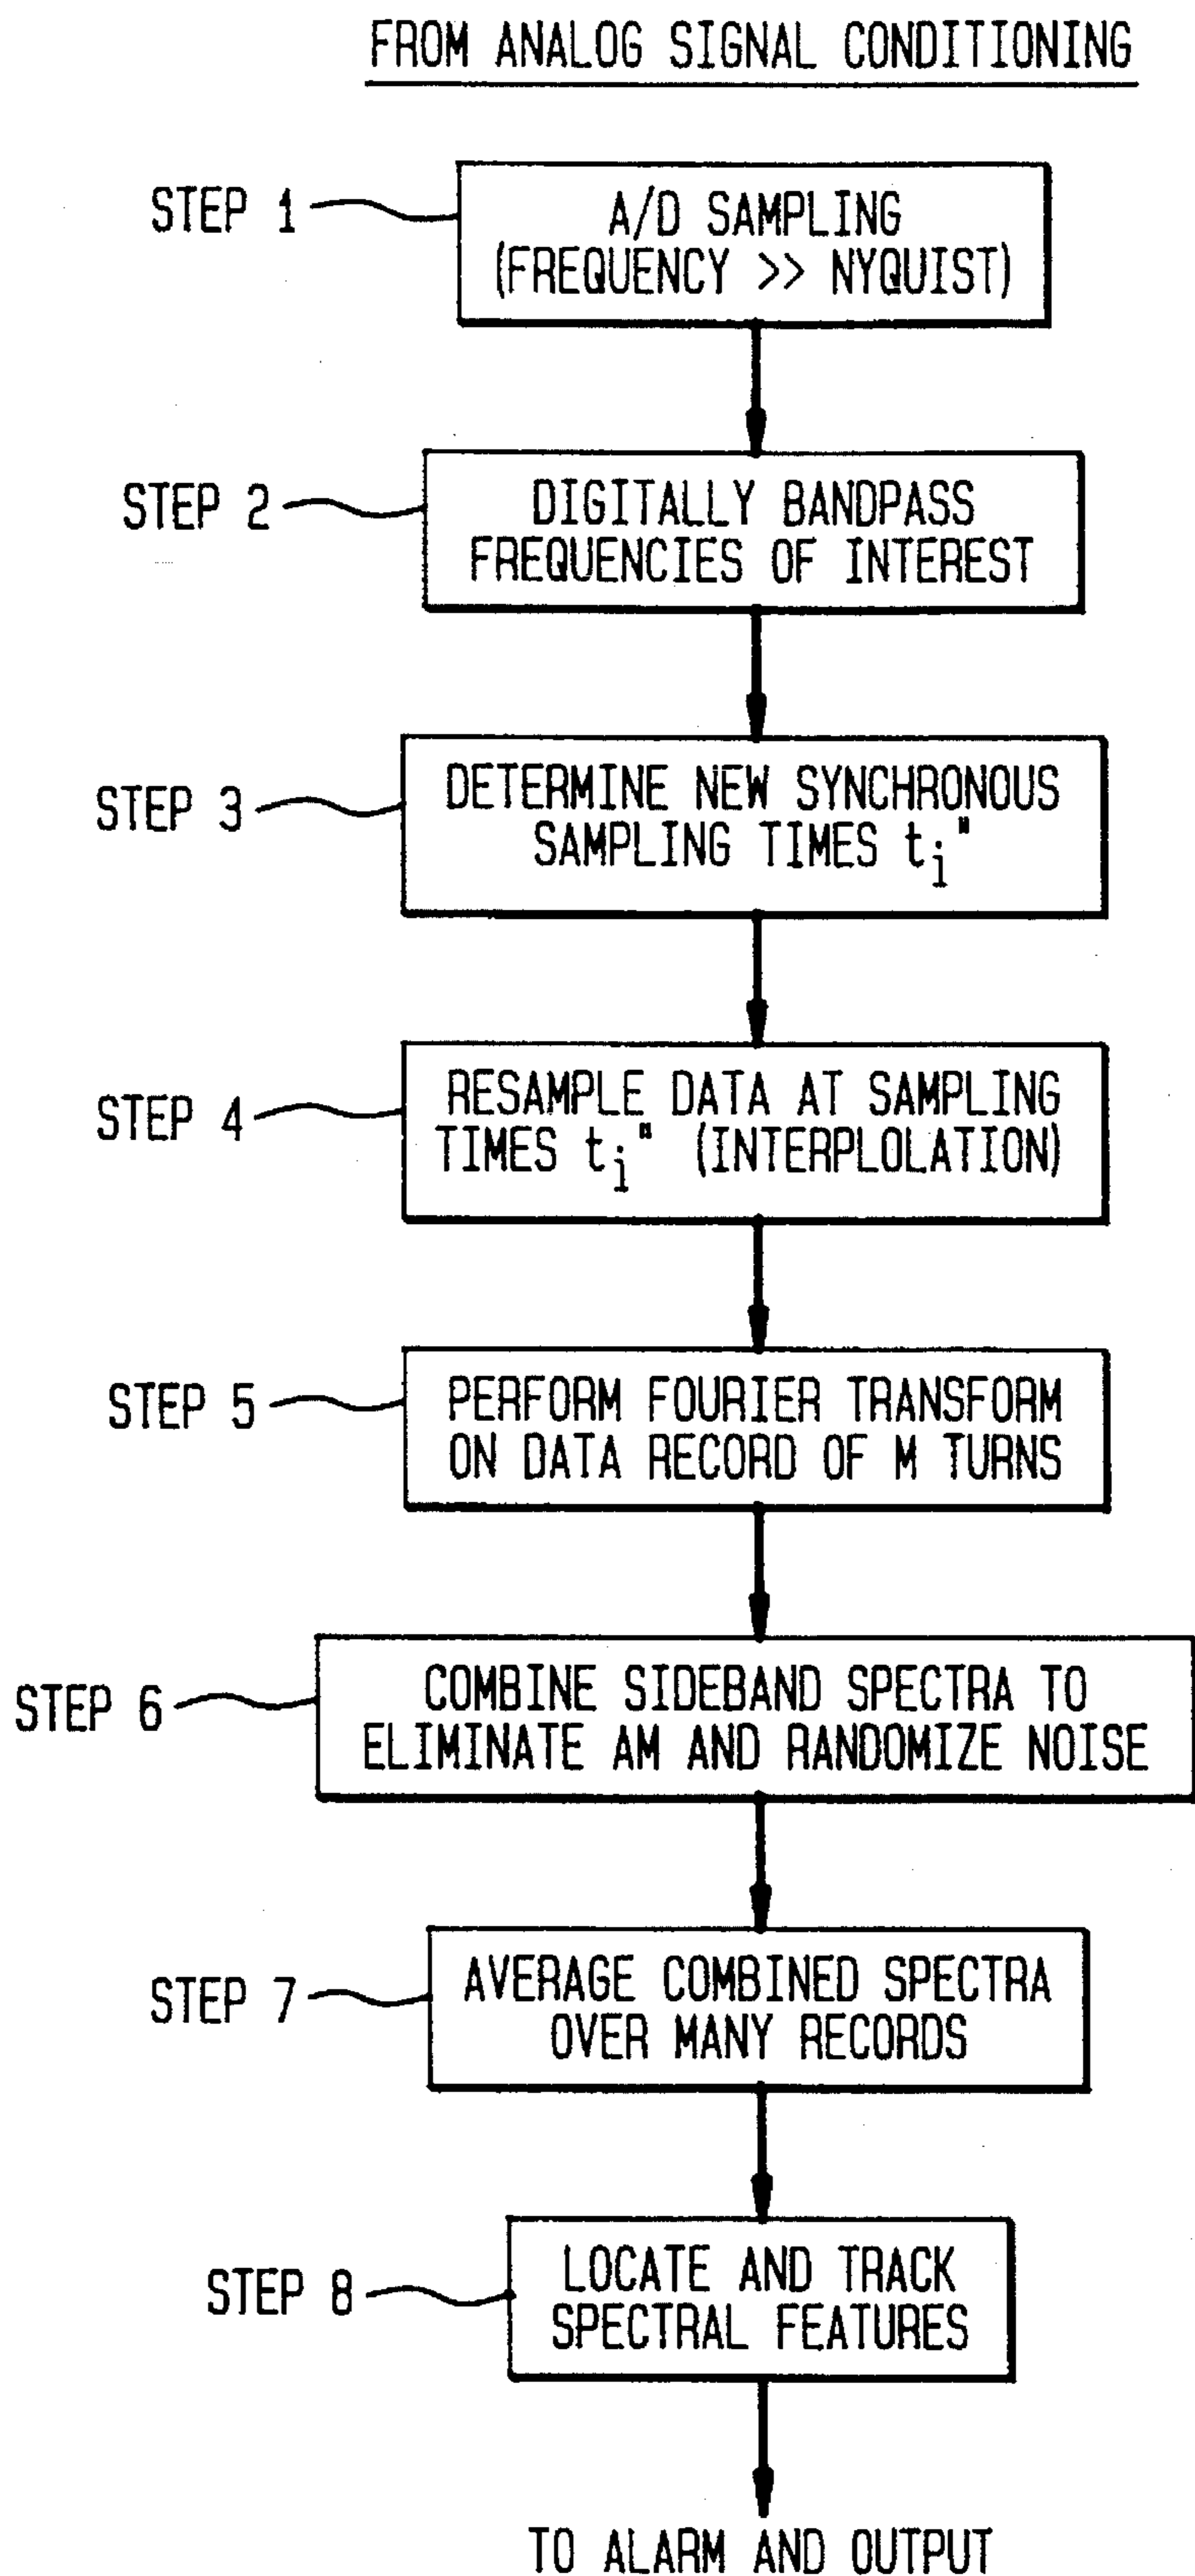 FROM ANALOG SIGNAL CONDITIONING
STEP 1
A/D SAMPLING
(FREQUENCY >> NYQUIST)
STEP 2
DIGITALLY BANDPASS
FREQUENCIES OF INTEREST
STEP 3
DETERMINE NEW SYNCHRONOUS
SAMPLING TIMES ti"
STEP 4
RESAMPLE DATA AT SAMPLING
TIMES ti" (INTERPLOLATION)
STEP 5
PERFORM FOURIER TRANSFORM
ON DATA RECORD OF M TURNS
STEP 6
COMBINE SIDEBAND SPECTRA TO
ELIMINATE AM AND RANDOMIZE NOISE
STEP 7
AVERAGE COMBINED SPECTRA
OVER MANY RECORDS
STEP 8
LOCATE AND TRACK
SPECTRAL FEATURES
TO ALARM AND OUTPUT